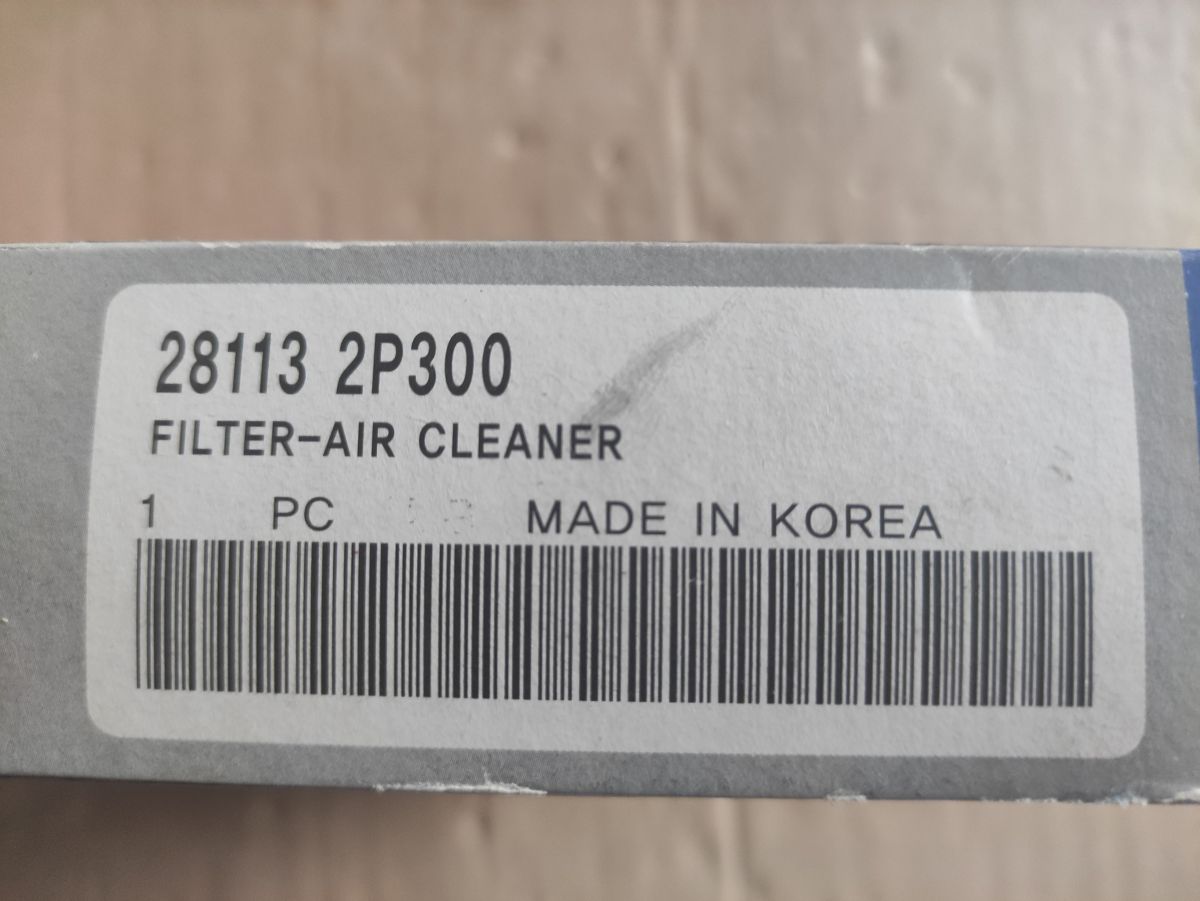 28113 2P300
FILTER-AIR CLEANER
1 PC MADE IN KOREA